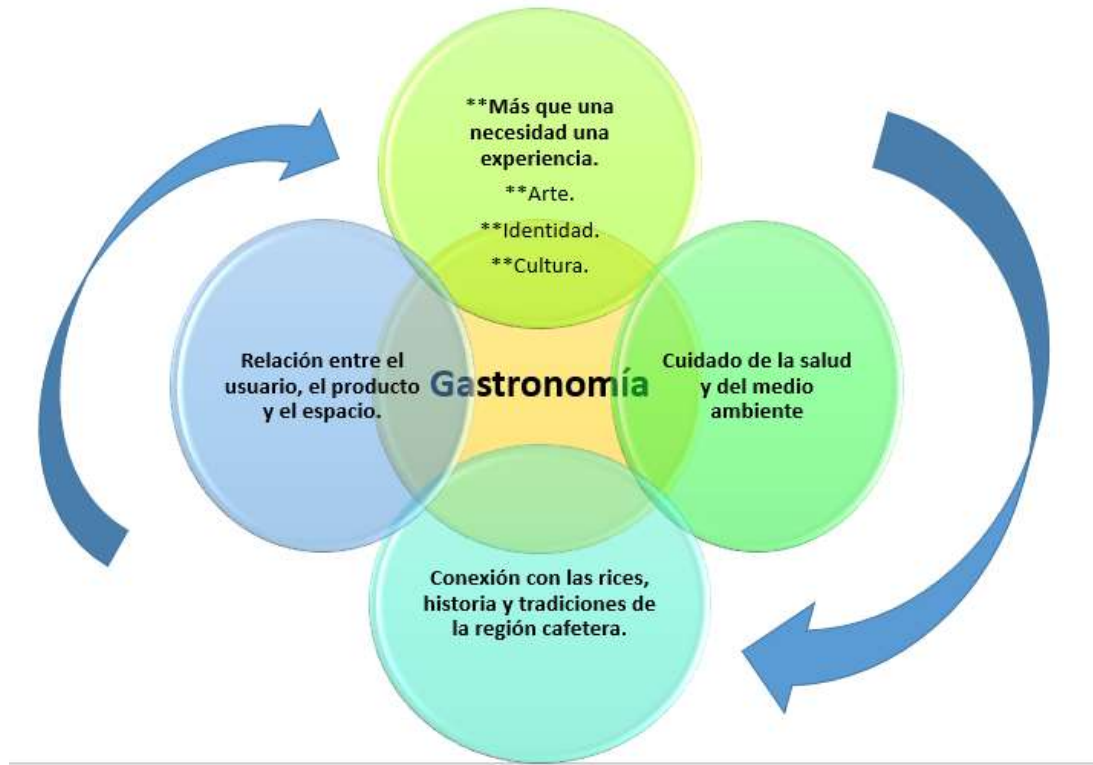 **Más que una
necesidad una
experiencia.
**Arte.
**Identidad.
**Cultura.
Relación entre el
usuario, el producto
y el espacio.
Gastronomía
Cuidado de la salud
y del medio
ambiente
Conexión con las rices,
historia y tradiciones de
la región cafetera.